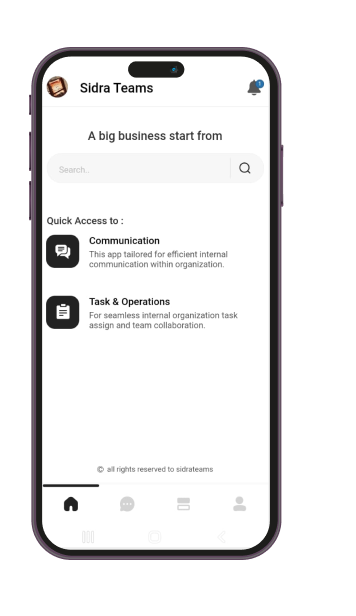 Sidra Teams
1
A big business start from
Search..
Quick Access to :
Communication
This app tailored for efficient internal
communication within organization.
Task & Operations
For seamless internal organization task
assign and team collaboration.
© all rights reserved to sidrateams